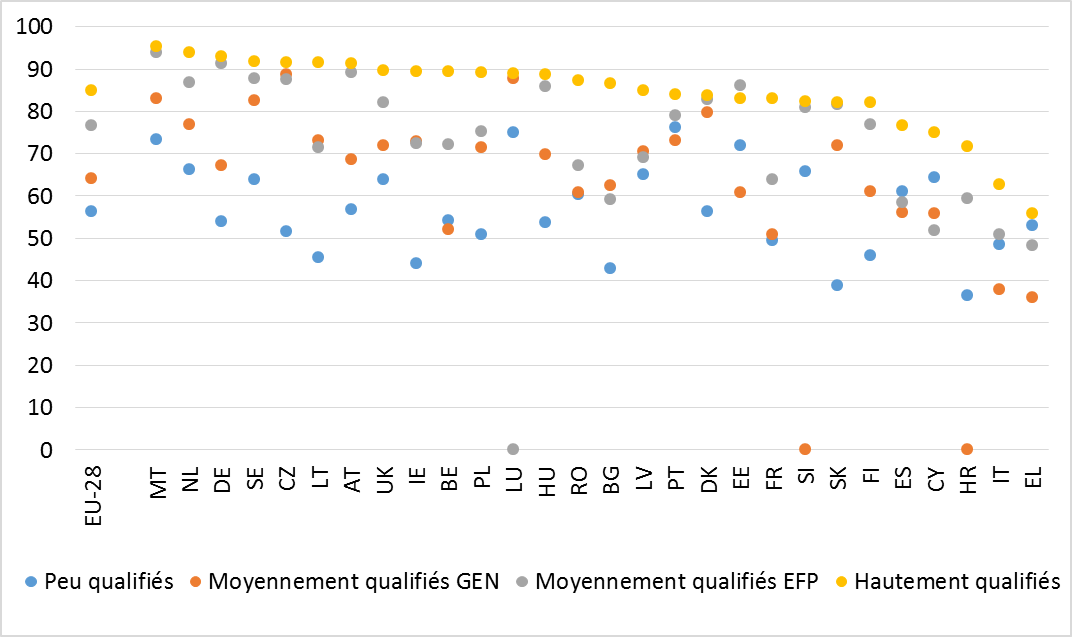 100
90
80
70
60
50
40
30
20
10
0
EU-28
MT
NL
DE
SE
CZ
LT
AT
UK
IE
BE
PL
LU
HU
RO
BG
LV
PT
DK
EE
FR
SI
SK
FI
ES
CY
HR
IT
EL
Peu qualifiés
Moyennement qualifiés GEN
Moyennement qualifiés EFP
Hautement qualifiés